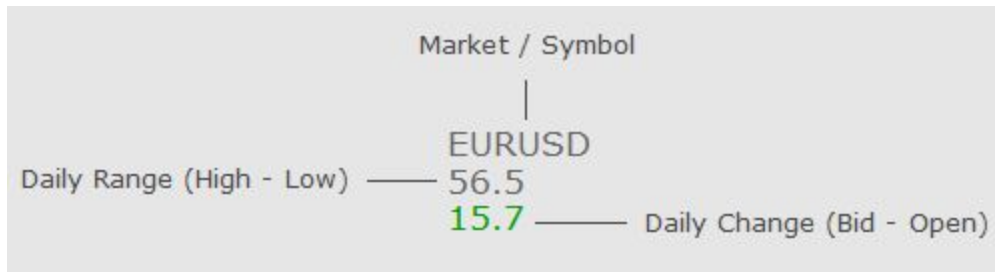 Market / Symbol
EURUSD
Daily Range (High - Low) 56.5
15.7 Daily Change (Bid - Open)